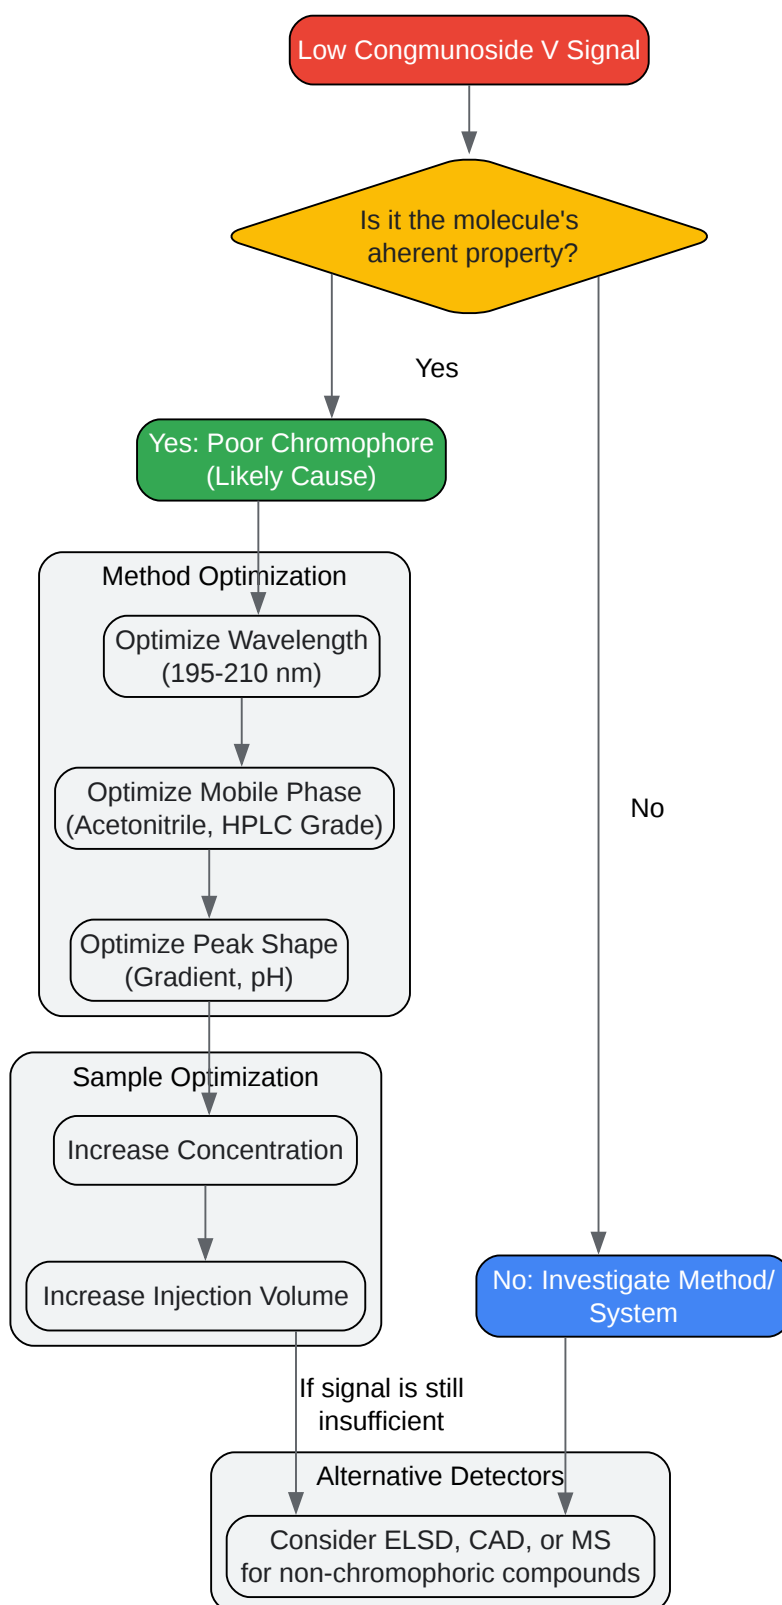 Low Congmunoside V Signal
Is it the molecule's
aherent property?
Yes
Yes: Poor Chromophore
(Likely Cause)
Method Optimization
Optimize Wavelength
(195-210 nm)
Optimize Mobile Phase
(Acetonitrile, HPLC Grade)
No
Optimize Peak Shape
(Gradient, pH)
Sample Optimization
Increase Concentration
Increase Injection Volume
No: Investigate Method/
System
If signal is still
insufficient
Alternative Detectors
Consider ELSD, CAD, or MS
for non-chromophoric compounds